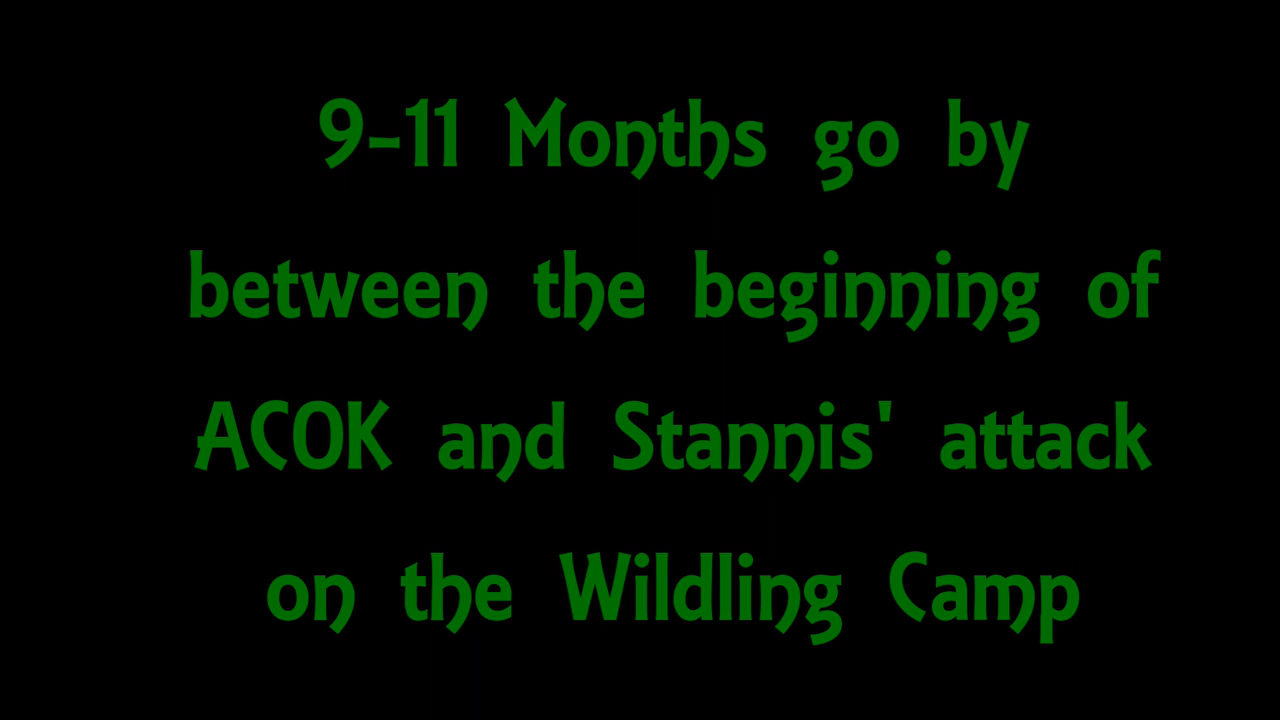 9-11 Months go by
between the beginning of
ACOK and Stannis' attack
on the Wildling Camp